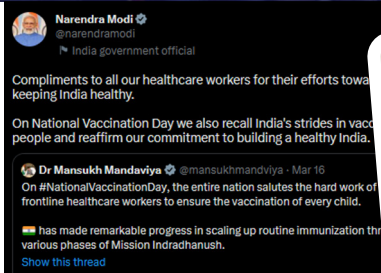 Narendra Modi
@narendramodi
India government official
Compliments to all our healthcare workers for their efforts
keeping India healthy.
On National Vaccination Day we also recall India's strides in
people and reaffirm our commitment to building a healthy India.
Dr Mansukh Mandaviya @mansukhmandviya · Mar 16
On #NationalVaccinationDay, the entire nation salutes the hard work of
frontline healthcare workers to ensure the vaccination of every child.
has made remarkable progress in scaling up routine immunization
various phases of Mission Indradhanush.
Show this thread